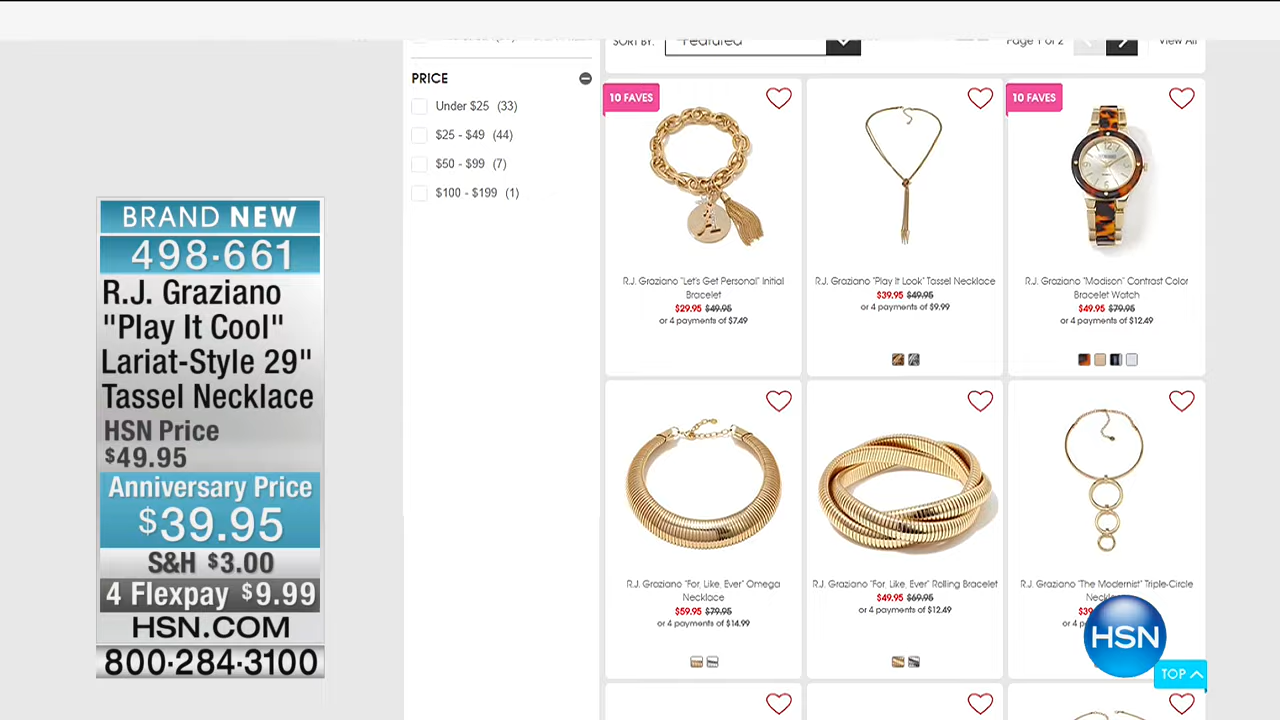 BRAND NEW
498-661
R.J. Graziano
"Play It Cool"
Lariat-Style 29"
Tassel Necklace
HSN Price
$49.95
Anniversary Price
$39.95
S&H $3.00
4 Flexpay $9.99
HSN.COM
800-284-3100
PRICE
Under $25 (33)
$25 - $49 (44)
$50 - $99 (7)
$100 - $199 (1)
SORT BY:
Featured
Page 1 of 2
View All
10 FAVES
R.J. Graziano "Let's Get Personal" Initial
Bracelet
$29.95 $49.95
or 4 payments of $7.49
R.J. Graziano "Play It Look" Tassel Necklace
$39.95 $49.95
or 4 payments of $9.99
10 FAVES
R.J. Graziano "Madison" Contrast Color
Bracelet Watch
$49.95 $79.95
or 4 payments of $12.49
R.J. Graziano "For, Like, Ever" Omega
Necklace
$59.95 $79.95
or 4 payments of $14.99
R.J. Graziano "For, Like, Ever" Rolling Bracelet
$49.95 $69.95
or 4 payments of $12.49
R.J. Graziano "The Modernist" Triple-Circle
HSN
TOP